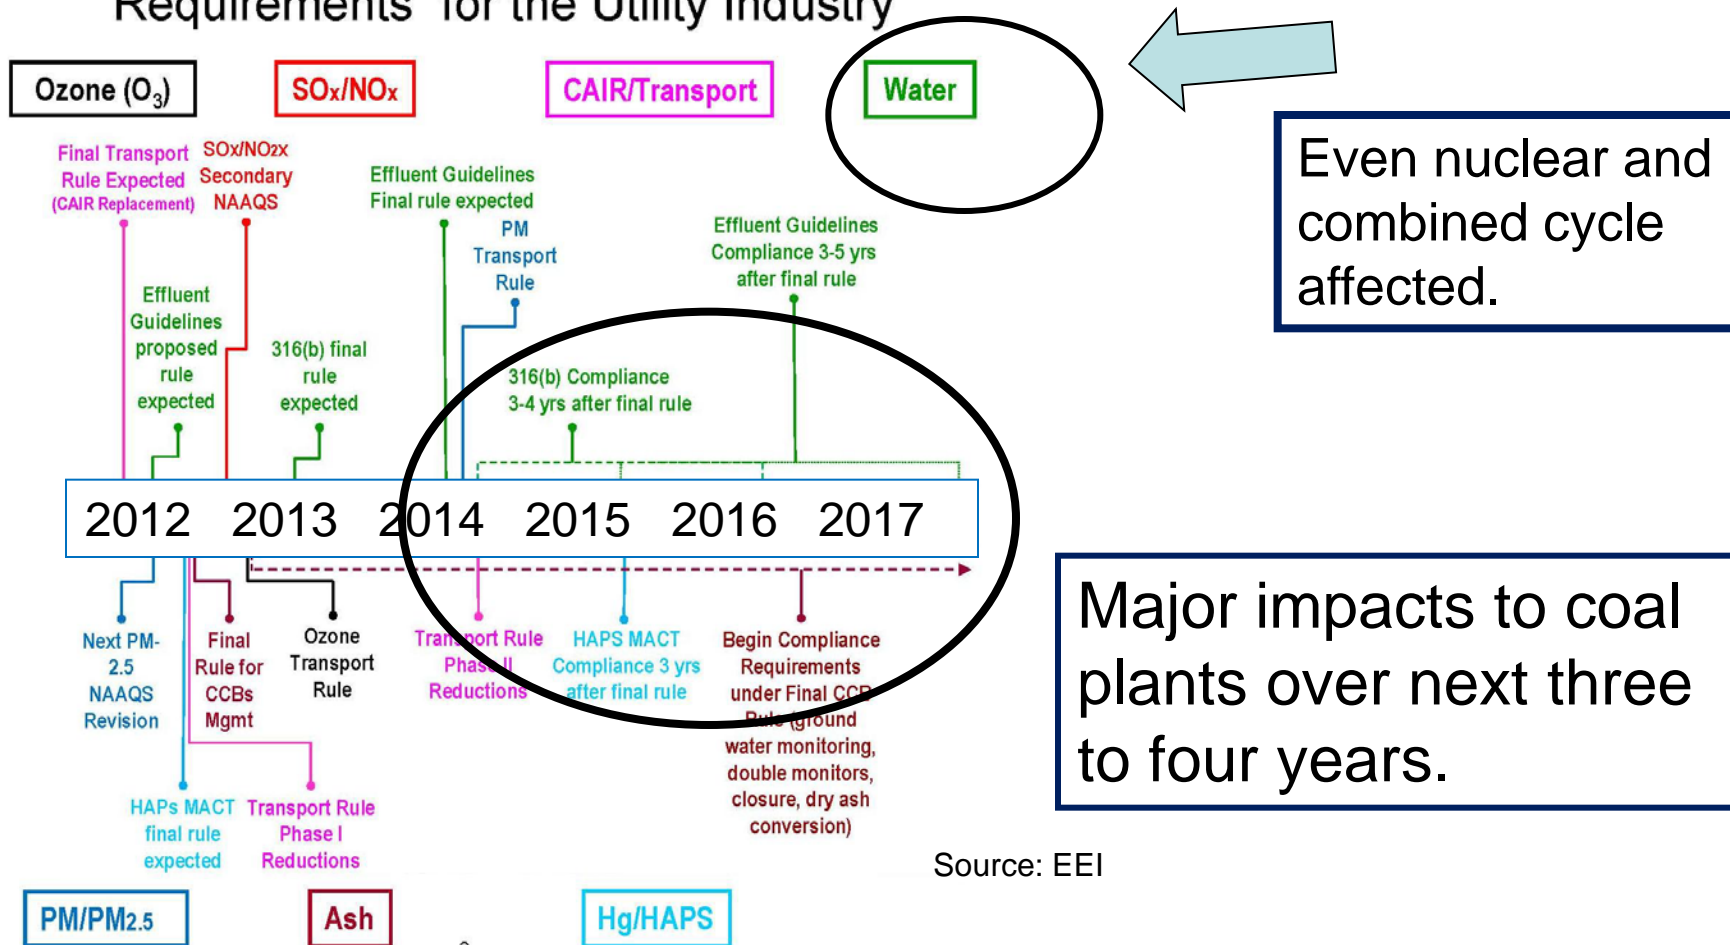 Requirements for the Utility Industry
Ozone (O₃)
SOx/NOx
CAIR/Transport
Water
Even nuclear and
combined cycle
affected.
Final Transport
Rule Expected
(CAIR Replacement)
SOx/NO2x
Secondary
NAAQS
Effluent Guidelines
Final rule expected
PM
Transport
Rule
Effluent Guidelines
Compliance 3-5 yrs
after final rule
Effluent
Guidelines
proposed
rule
expected
316(b) final
rule
expected
316(b) Compliance
3-4 yrs after final rule
2012 2013 2014 2015 2016 2017
Next PM-
2.5
NAAQS
Revision
Final
Rule for
CCBs
Mgmt
Ozone
Transport
Rule
Transport Rule
Phase II
Reductions
HAPS MACT
Compliance 3 yrs
after final rule
Begin Compliance
Requirements
under Final CCB
Rule (ground
water monitoring,
double monitors,
closure, dry ash
conversion)
HAPs MACT
final rule
expected
Transport Rule
Phase I
Reductions
Major impacts to coal
plants over next three
to four years.
Source: EEI
PM/PM2.5
Ash
Hg/HAPS